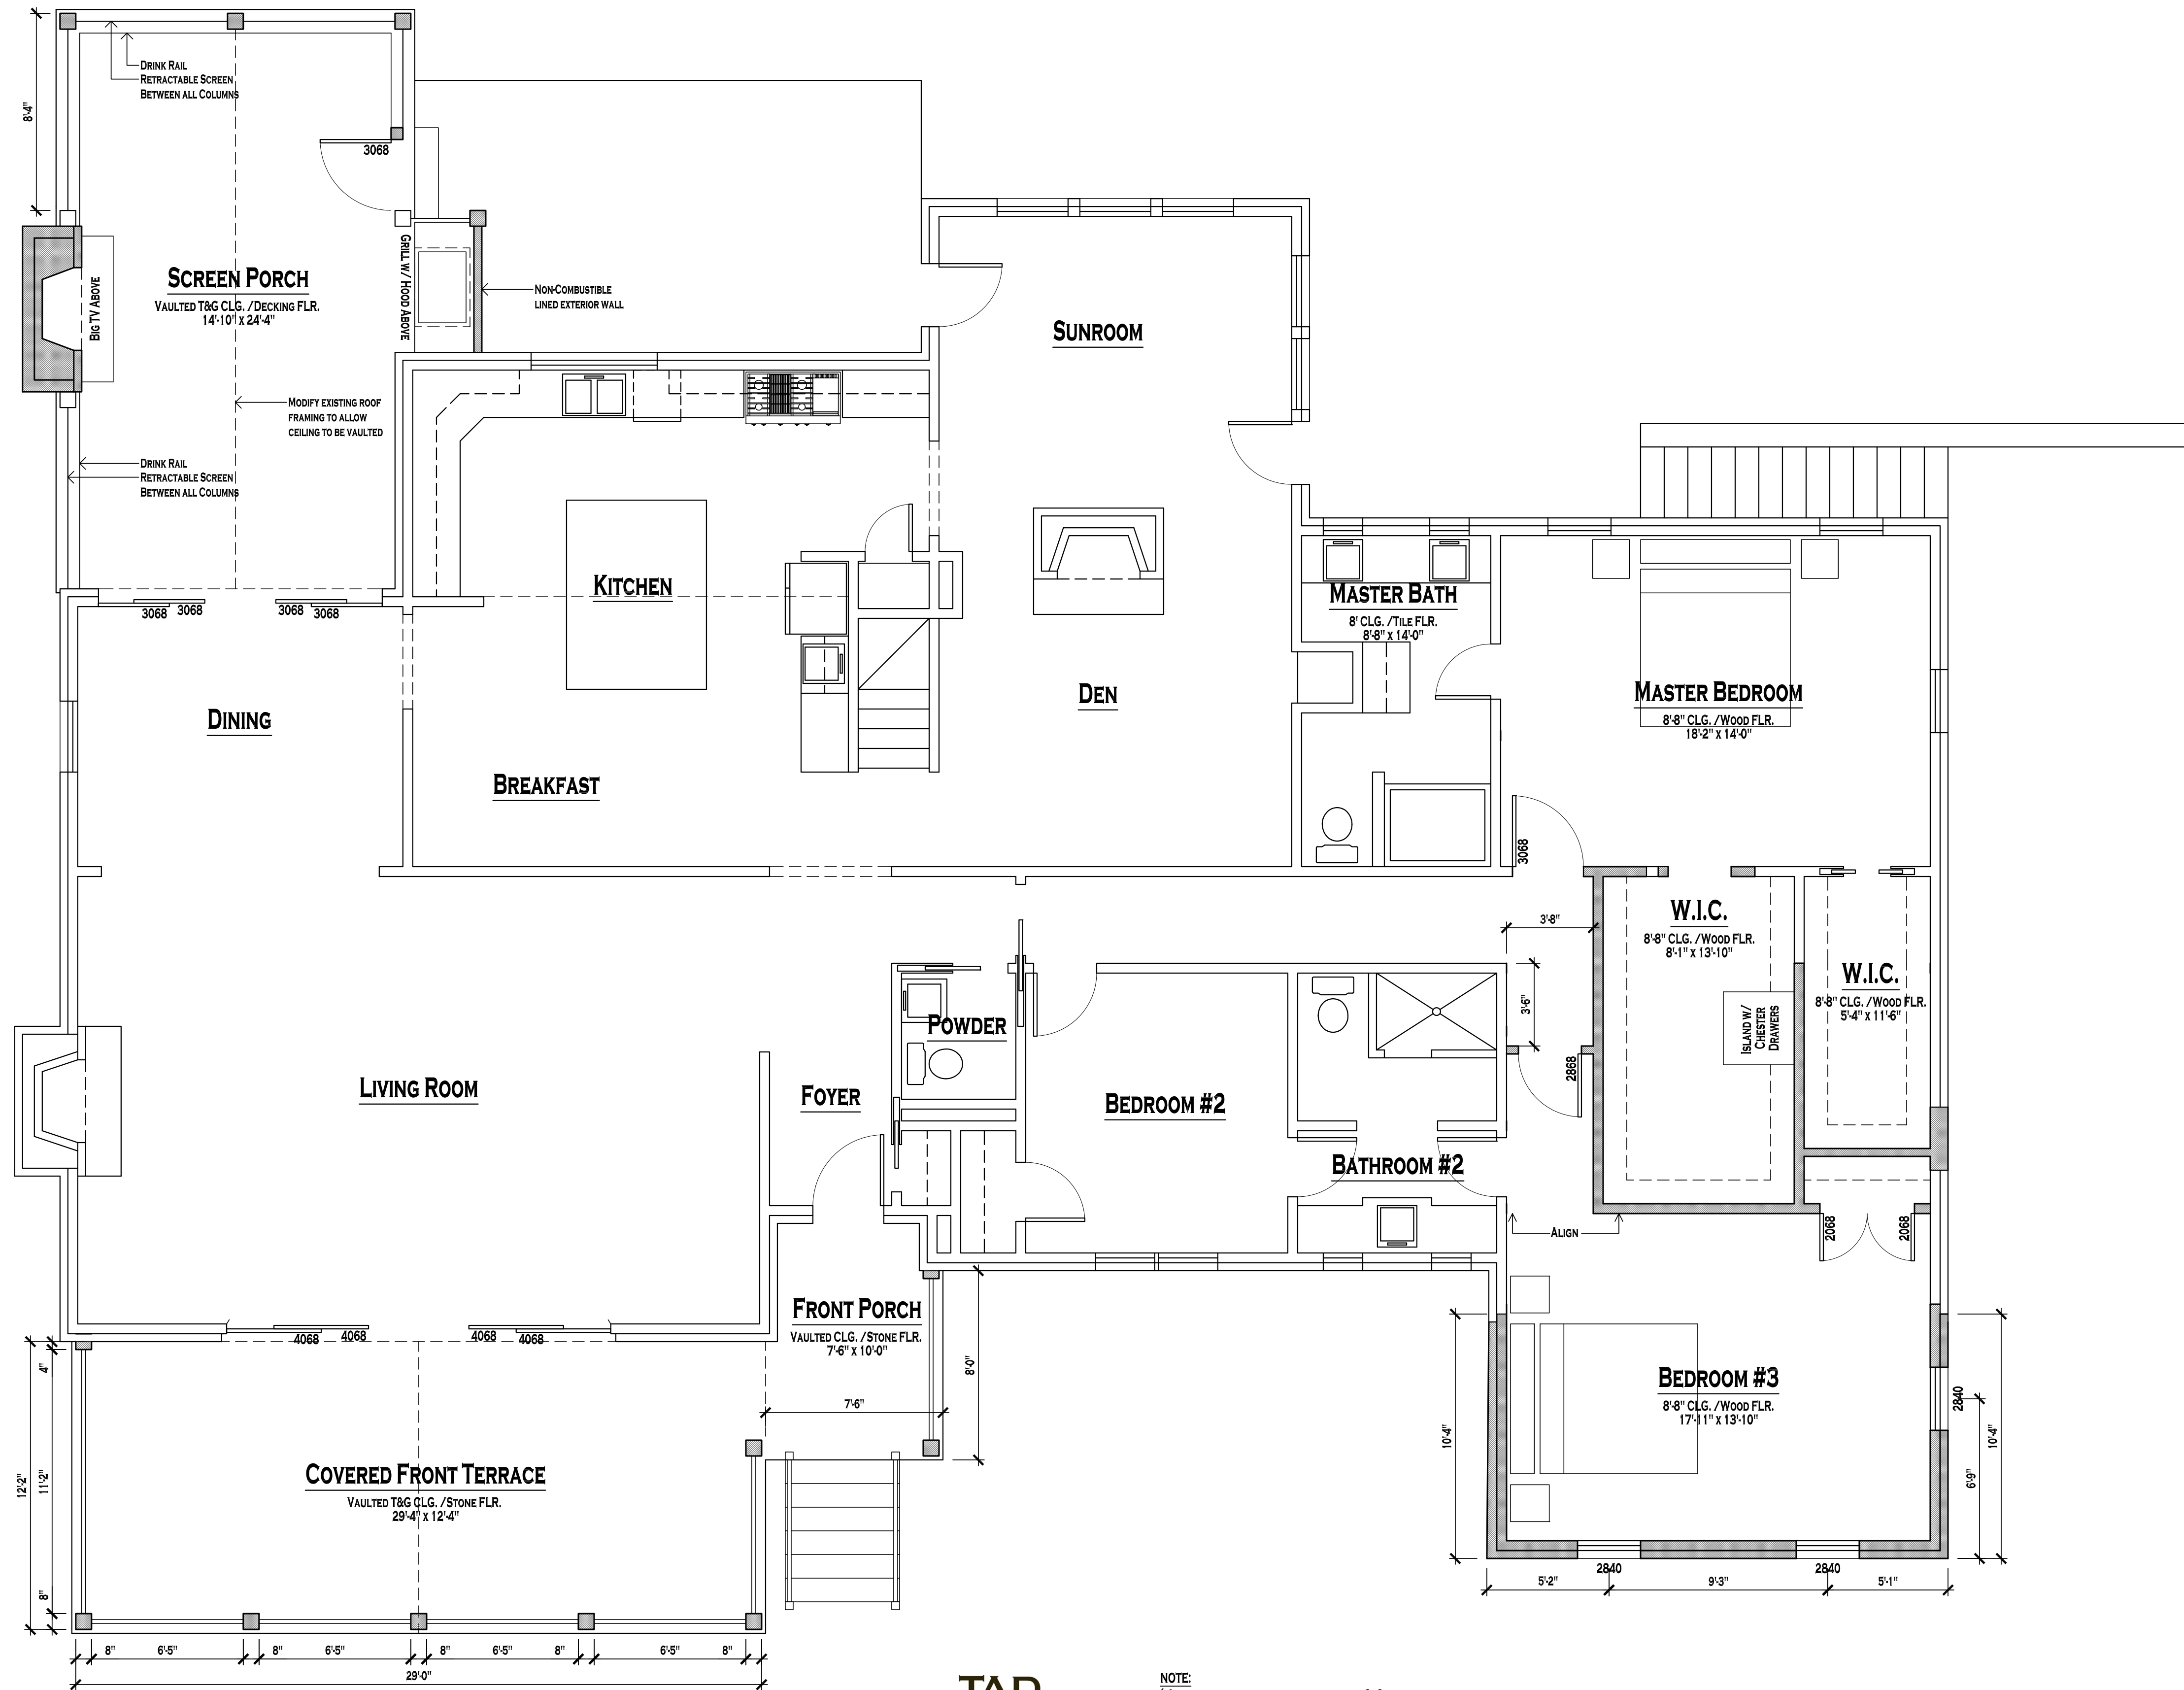 8'-4"
Drink Rail
Retractable Screen
Between all Columns
3068
Screen Porch
Vaulted T&G CLG. /Decking FLR.
14'-10" x 24'-4"
Big TV Above
Grill w/ Hood Above
Non-Combustible
lined exterior wall
Modify existing roof
framing to allow
ceiling to be vaulted
Drink Rail
Retractable Screen
Between all Columns
Sunroom
Kitchen
3068
3068
3068
3068
Dining
Breakfast
Den
Master Bath
8' CLG. /Tile FLR.
8'-8" x 14'-0"
Master Bedroom
8'-8" CLG. /Wood FLR.
18'-2" x 14'-0"
3068
3'-8"
W.I.C.
8'-8" CLG. /Wood FLR.
8'-1" x 13'-10"
W.I.C.
8'-8" CLG. /Wood FLR.
5'-4" x 11'-6"
3'-6"
Island w/
Chester
Drawers
2868
Living Room
Foyer
Powder
Bedroom #2
Bathroom #2
Align
2068
2068
Front Porch
Vaulted CLG. /Stone FLR.
7'-6" x 10'-0"
8'-0"
7'-6"
4068
4068
4068
4068
Bedroom #3
8'-8" CLG. /Wood FLR.
17'-11" x 13'-10"
10'-4"
2840
10'-4"
6'-9"
Covered Front Terrace
Vaulted T&G CLG. /Stone FLR.
29'-4" x 12'-4"
4"
12'-2"
11'-2"
8"
2840
2840
5'-2"
9'-3"
5'-1"
8"
6'-5"
8"
6'-5"
8"
6'-5"
8"
6'-5"
8"
29'-0"
NOTE: